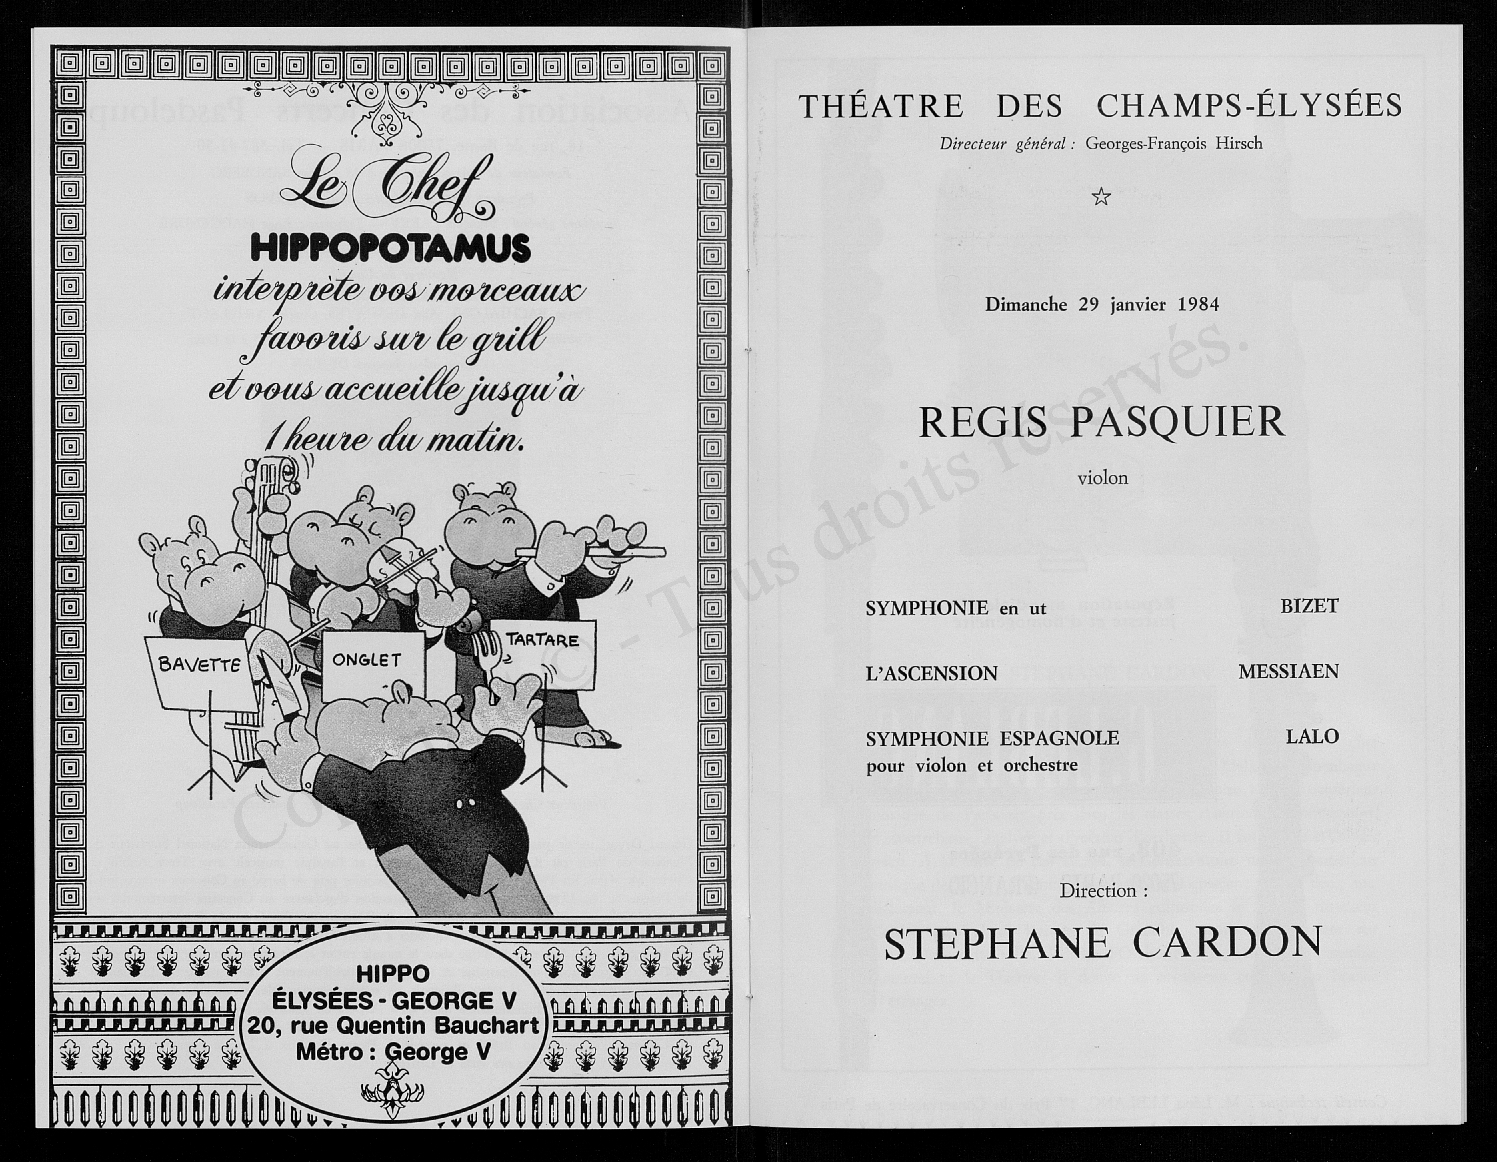 Le Chef
HIPPOPOTAMUS
interprète vos morceaux
favoris sur le grill
et vous accueille jusqu'à
1 heure du matin.
BAVETTE
ONGLET
TARTARE
HIPPO
ÉLYSÉES - GEORGE V
20, rue Quentin Bauchart
Métro : George V
THÉATRE DES CHAMPS-ÉLYSÉES
Directeur général : Georges-François Hirsch
Dimanche 29 janvier 1984
REGIS PASQUIER
violon
SYMPHONIE en ut BIZET
L'ASCENSION MESSIAEN
SYMPHONIE ESPAGNOLE LALO
pour violon et orchestre
Direction :
STEPHANE CARDON
© - Tous droits réservés.